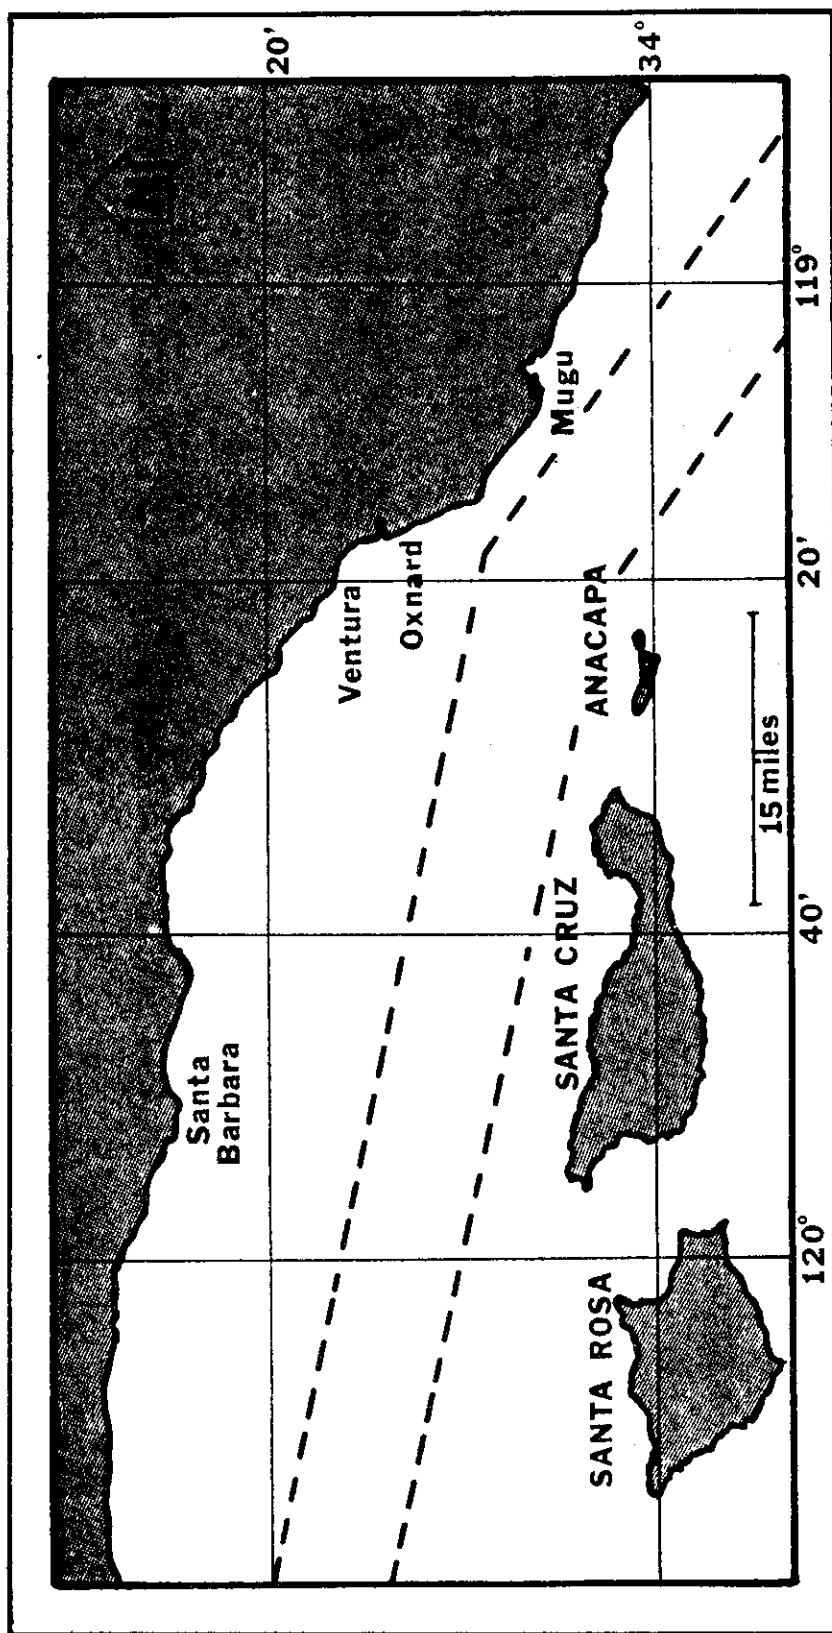 20'
34°
Santa
Barbara
Ventura
Oxnard
Mugu
ANACAPA
SANTA CRUZ
SANTA ROSA
15 miles
120°
40'
20'
119°